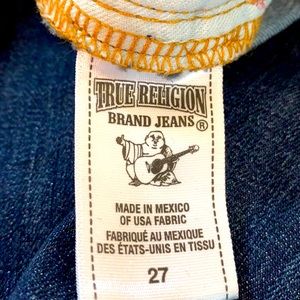 TRUE RELIGION
BRAND JEANS®
MADE IN MEXICO
OF USA FABRIC
FABRIQUÉ AU MEXIQUE
DES ÉTATS-UNIS EN TISSU
27